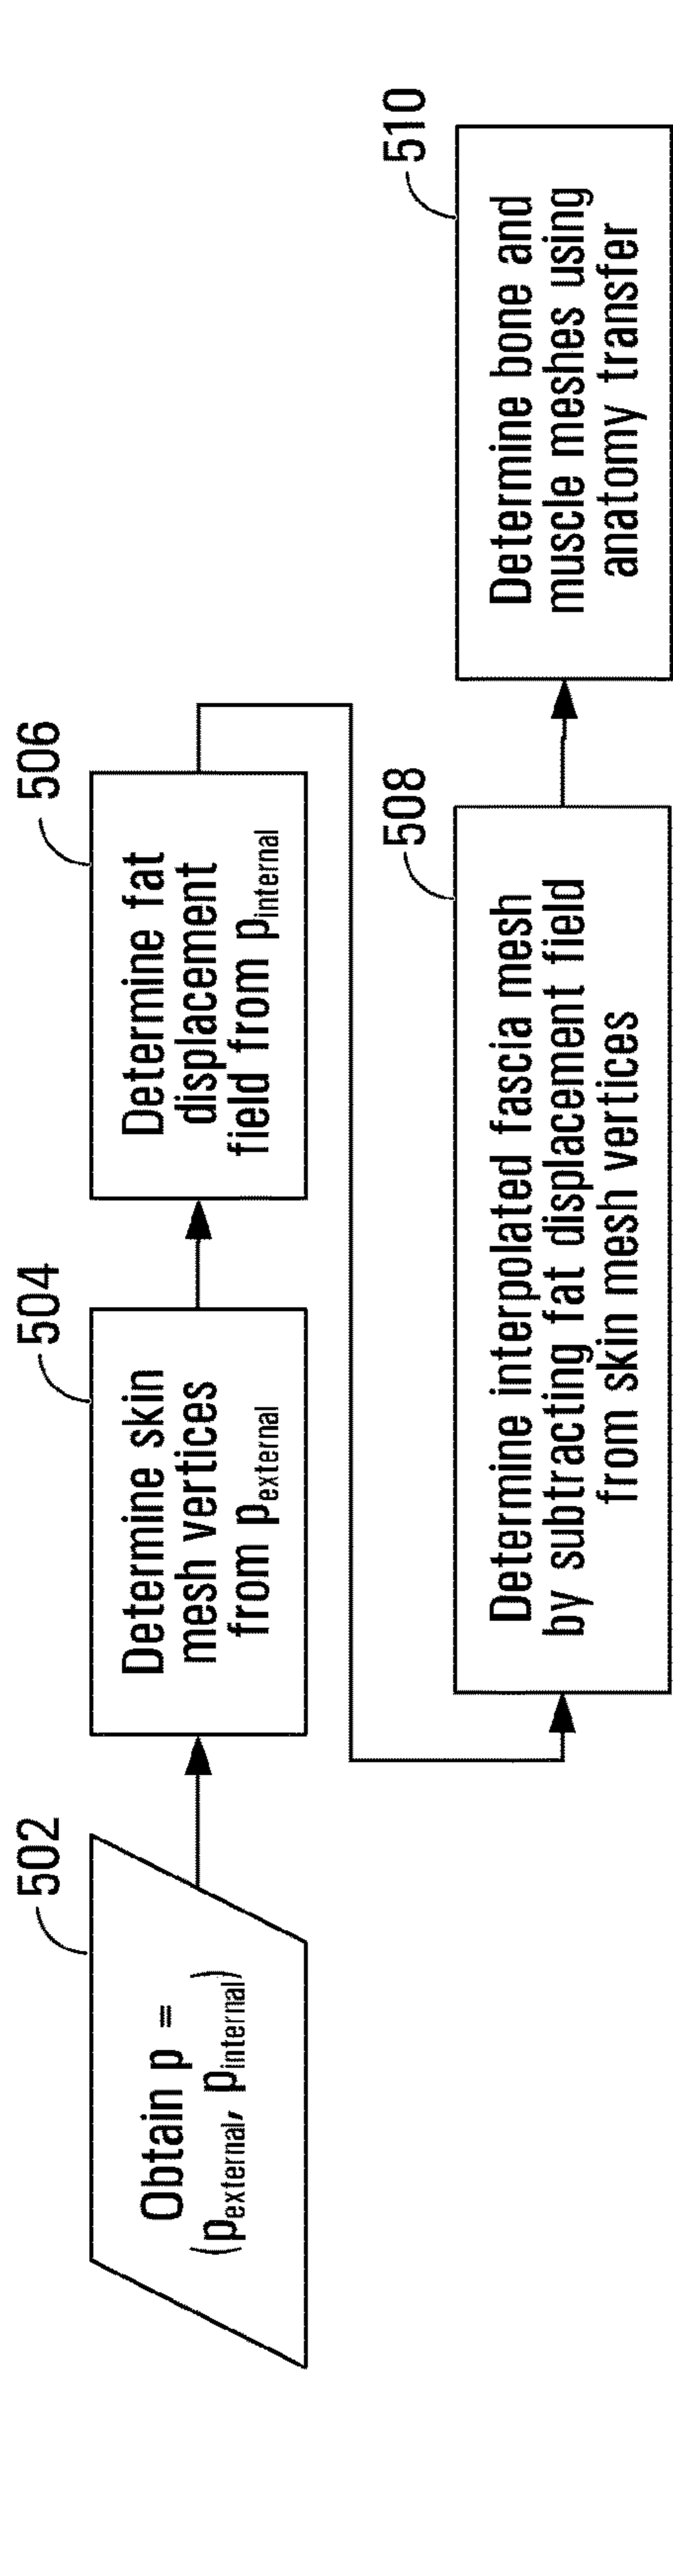 502
Obtain p =
(pexternal, pinternal)
504
Determine skin
mesh vertices
from pexternal
506
Determine fat
displacement
field from pinternal
508
Determine interpolated fascia mesh
by subtracting fat displacement field
from skin mesh vertices
510
Determine bone and
muscle meshes using
anatomy transfer